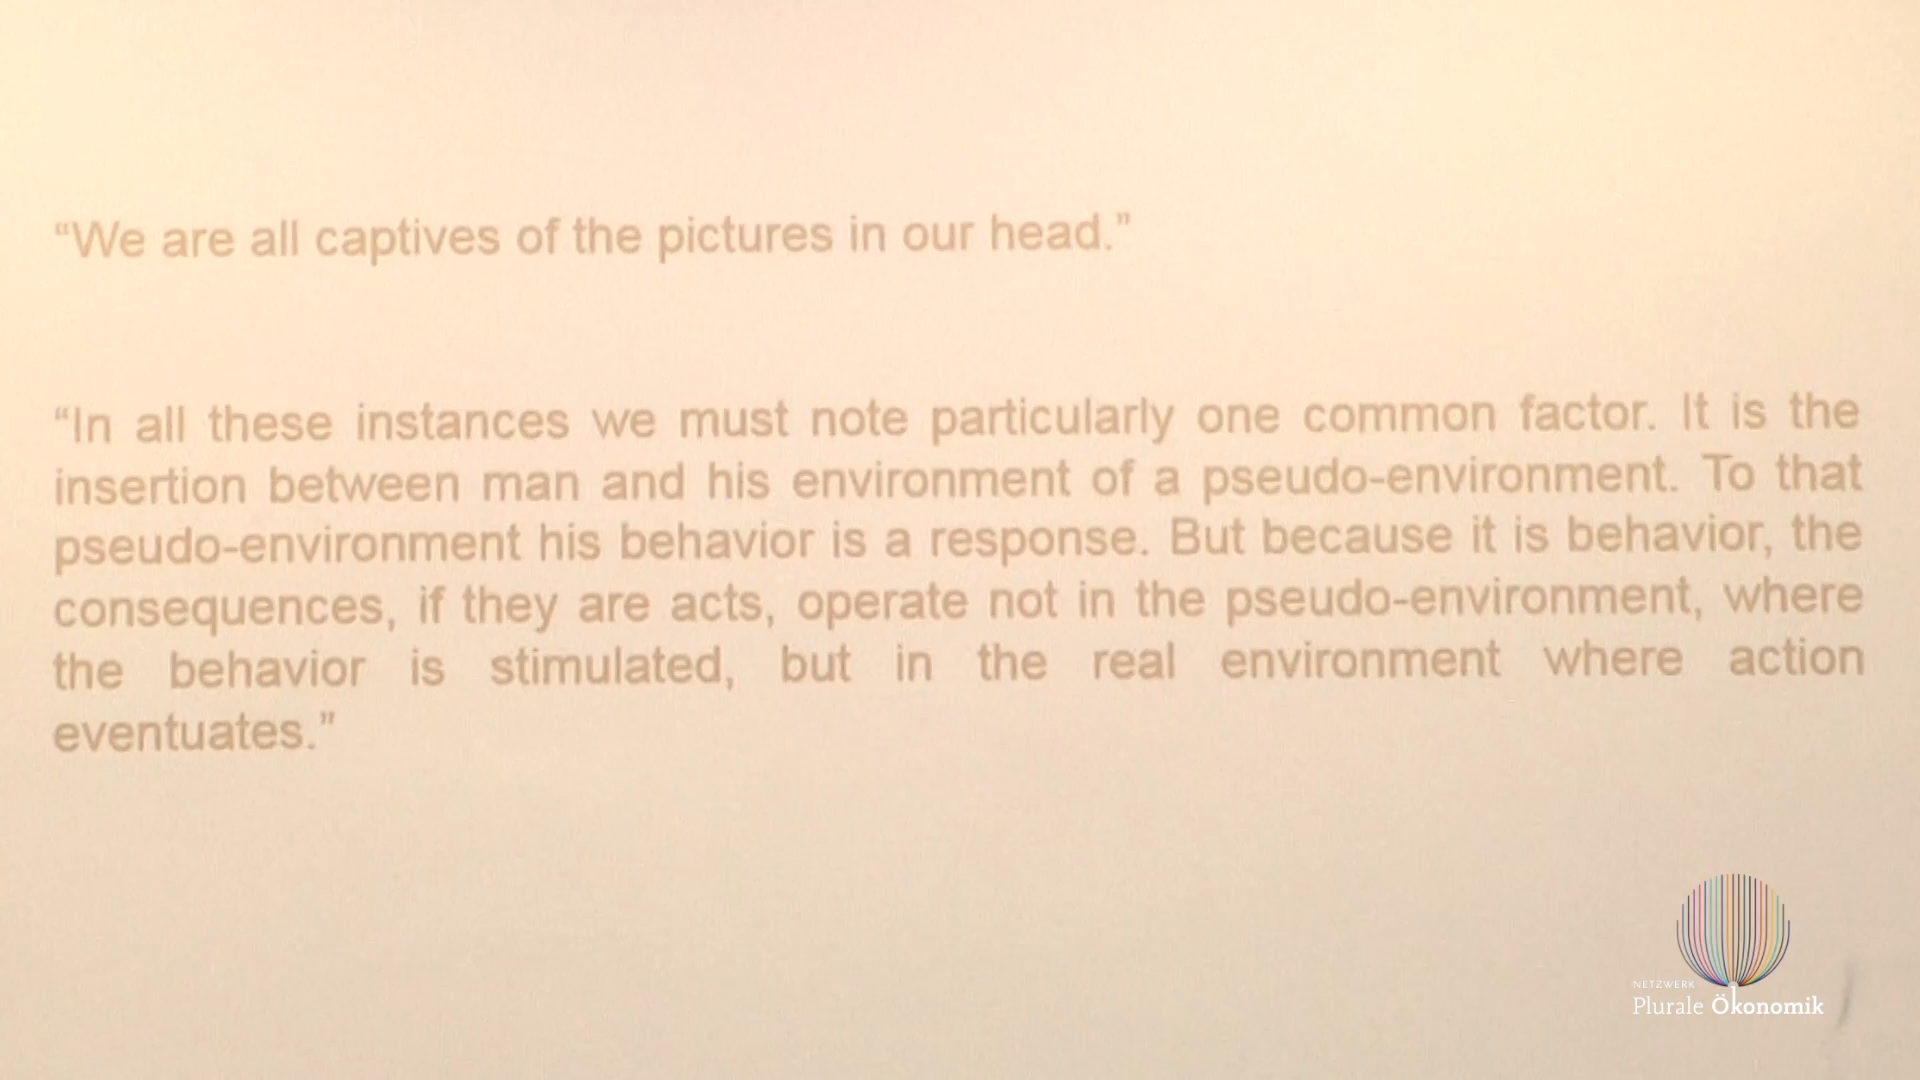 “We are all captives of the pictures in our head.”
“In all these instances we must note particularly one common factor. It is the
insertion between man and his environment of a pseudo-environment. To that
pseudo-environment his behavior is a response. But because it is behavior, the
consequences, if they are acts, operate not in the pseudo-environment, where
the behavior is stimulated, but in the real environment where action
eventuates.”
NETZWERK
Plurale Ökonomik